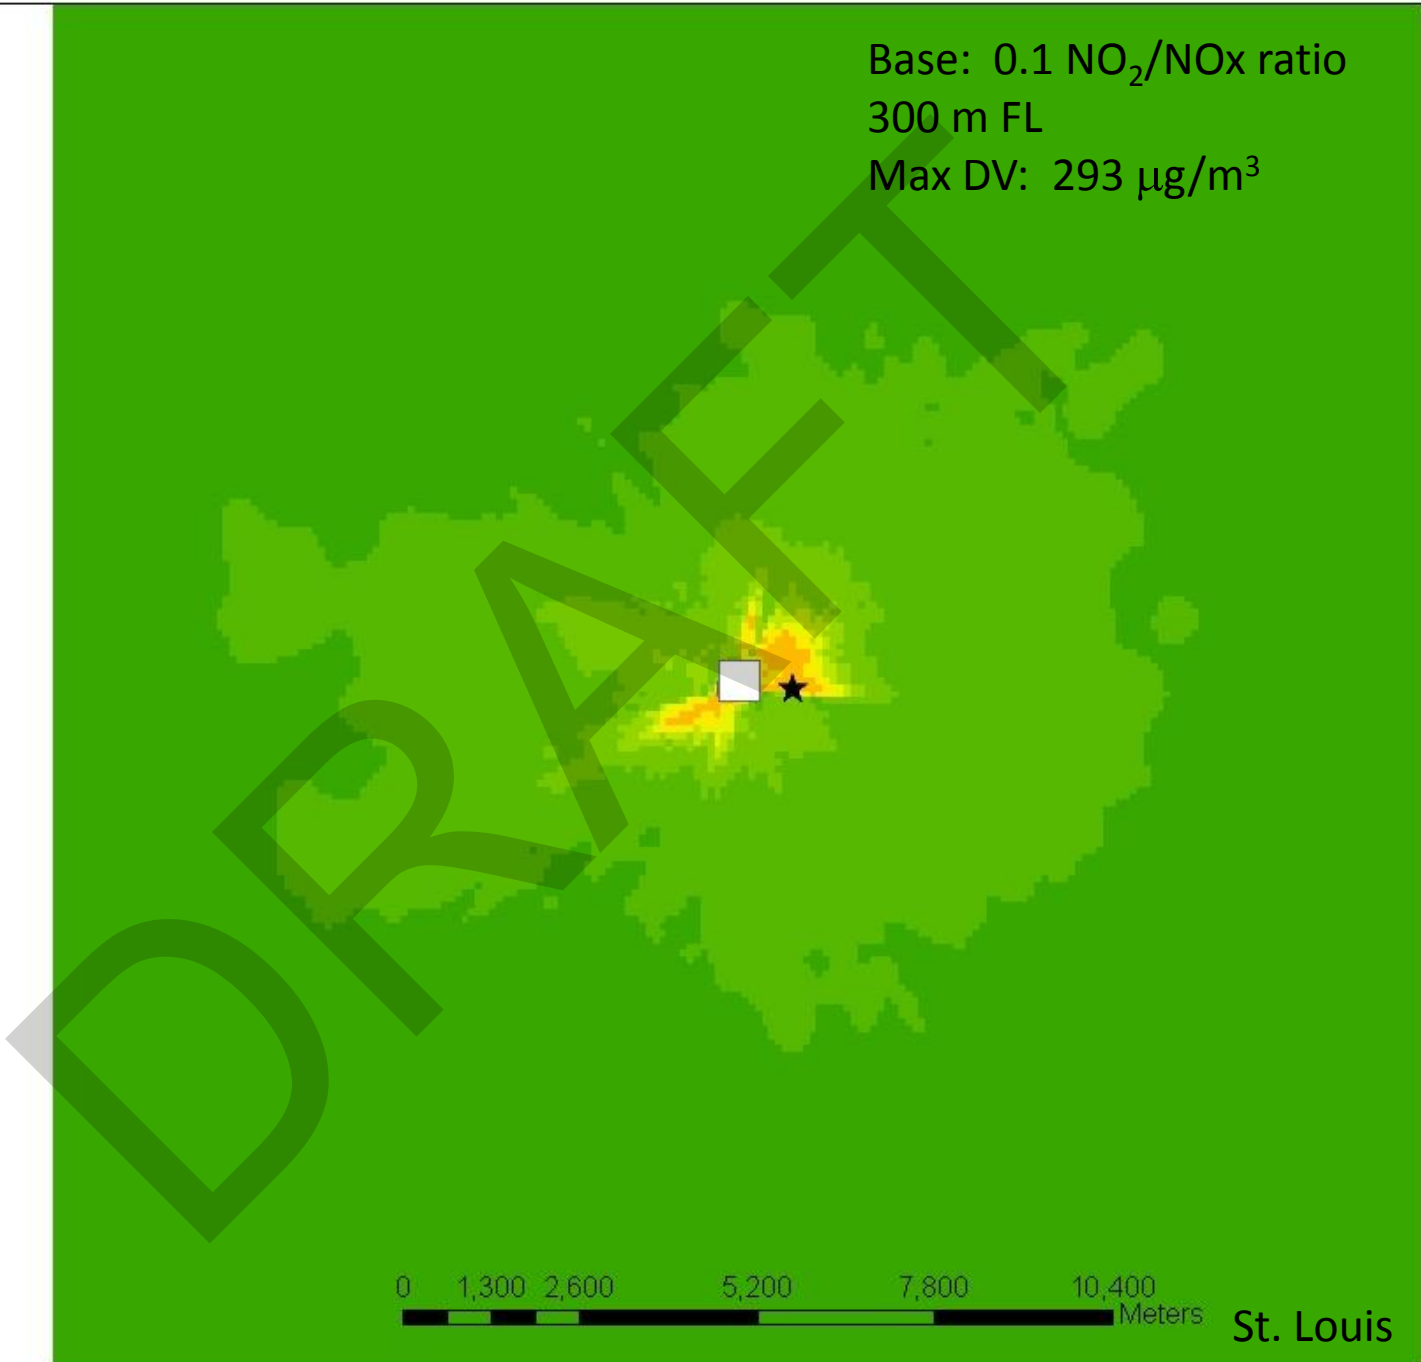 Base: 0.1 NO₂/NOx ratio
300 m FL
Max DV: 293 µg/m³
DRAFT
0 1,300 2,600 5,200 7,800 10,400
Meters
St. Louis